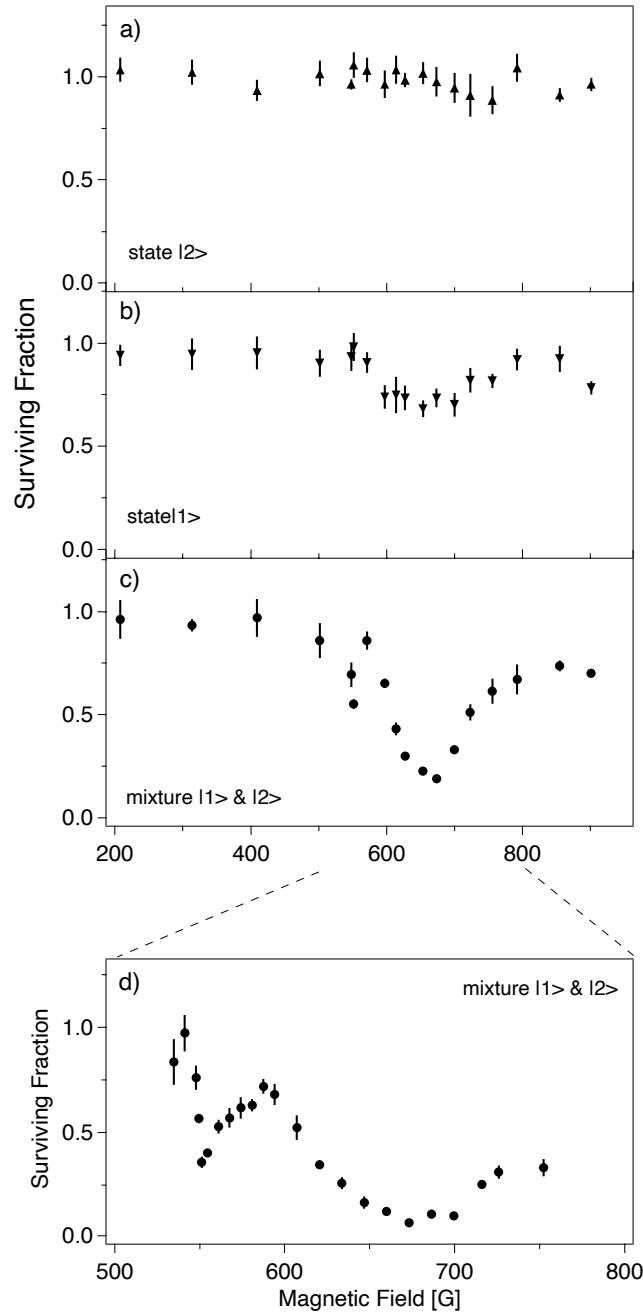 a)
1.0
0.5
0.0
state |2>
b)
1.0
0.5
0.0
state|1>
Surviving Fraction
c)
1.0
0.5
0.0
mixture |1> & |2>
200 400 600 800
d)
mixture |1> & |2>
1.0
0.5
0.0
Surviving Fraction
500 600 700 800
Magnetic Field [G]